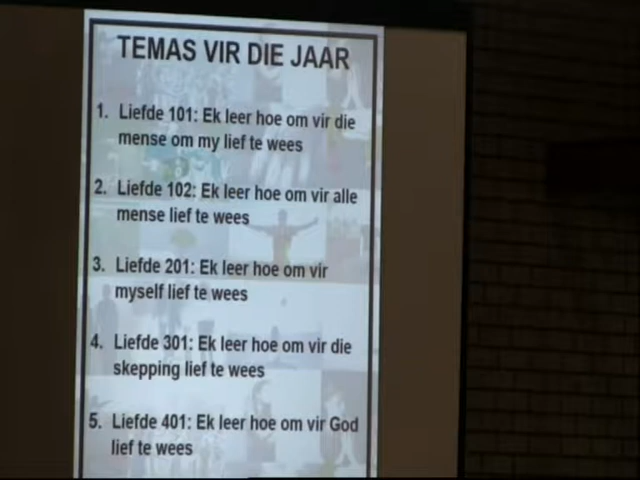 TEMAS VIR DIE JAAR
1. Liefde 101: Ek leer hoe om vir die
mense om my lief te wees
2. Liefde 102: Ek leer hoe om vir alle
mense lief te wees
3. Liefde 201: Ek leer hoe om vir
myself lief te wees
4. Liefde 301: Ek leer hoe om vir die
skepping lief te wees
5. Liefde 401: Ek leer hoe om vir God
lief te wees